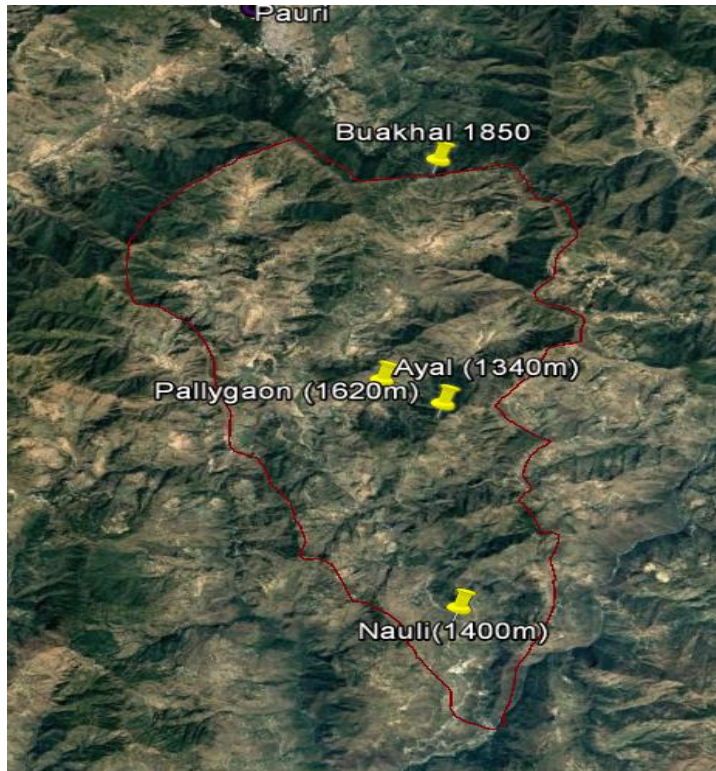 Pauri
Buakhal 1850
Ayal (1340m)
Pallygaon (1620m)
Nauli(1400m)